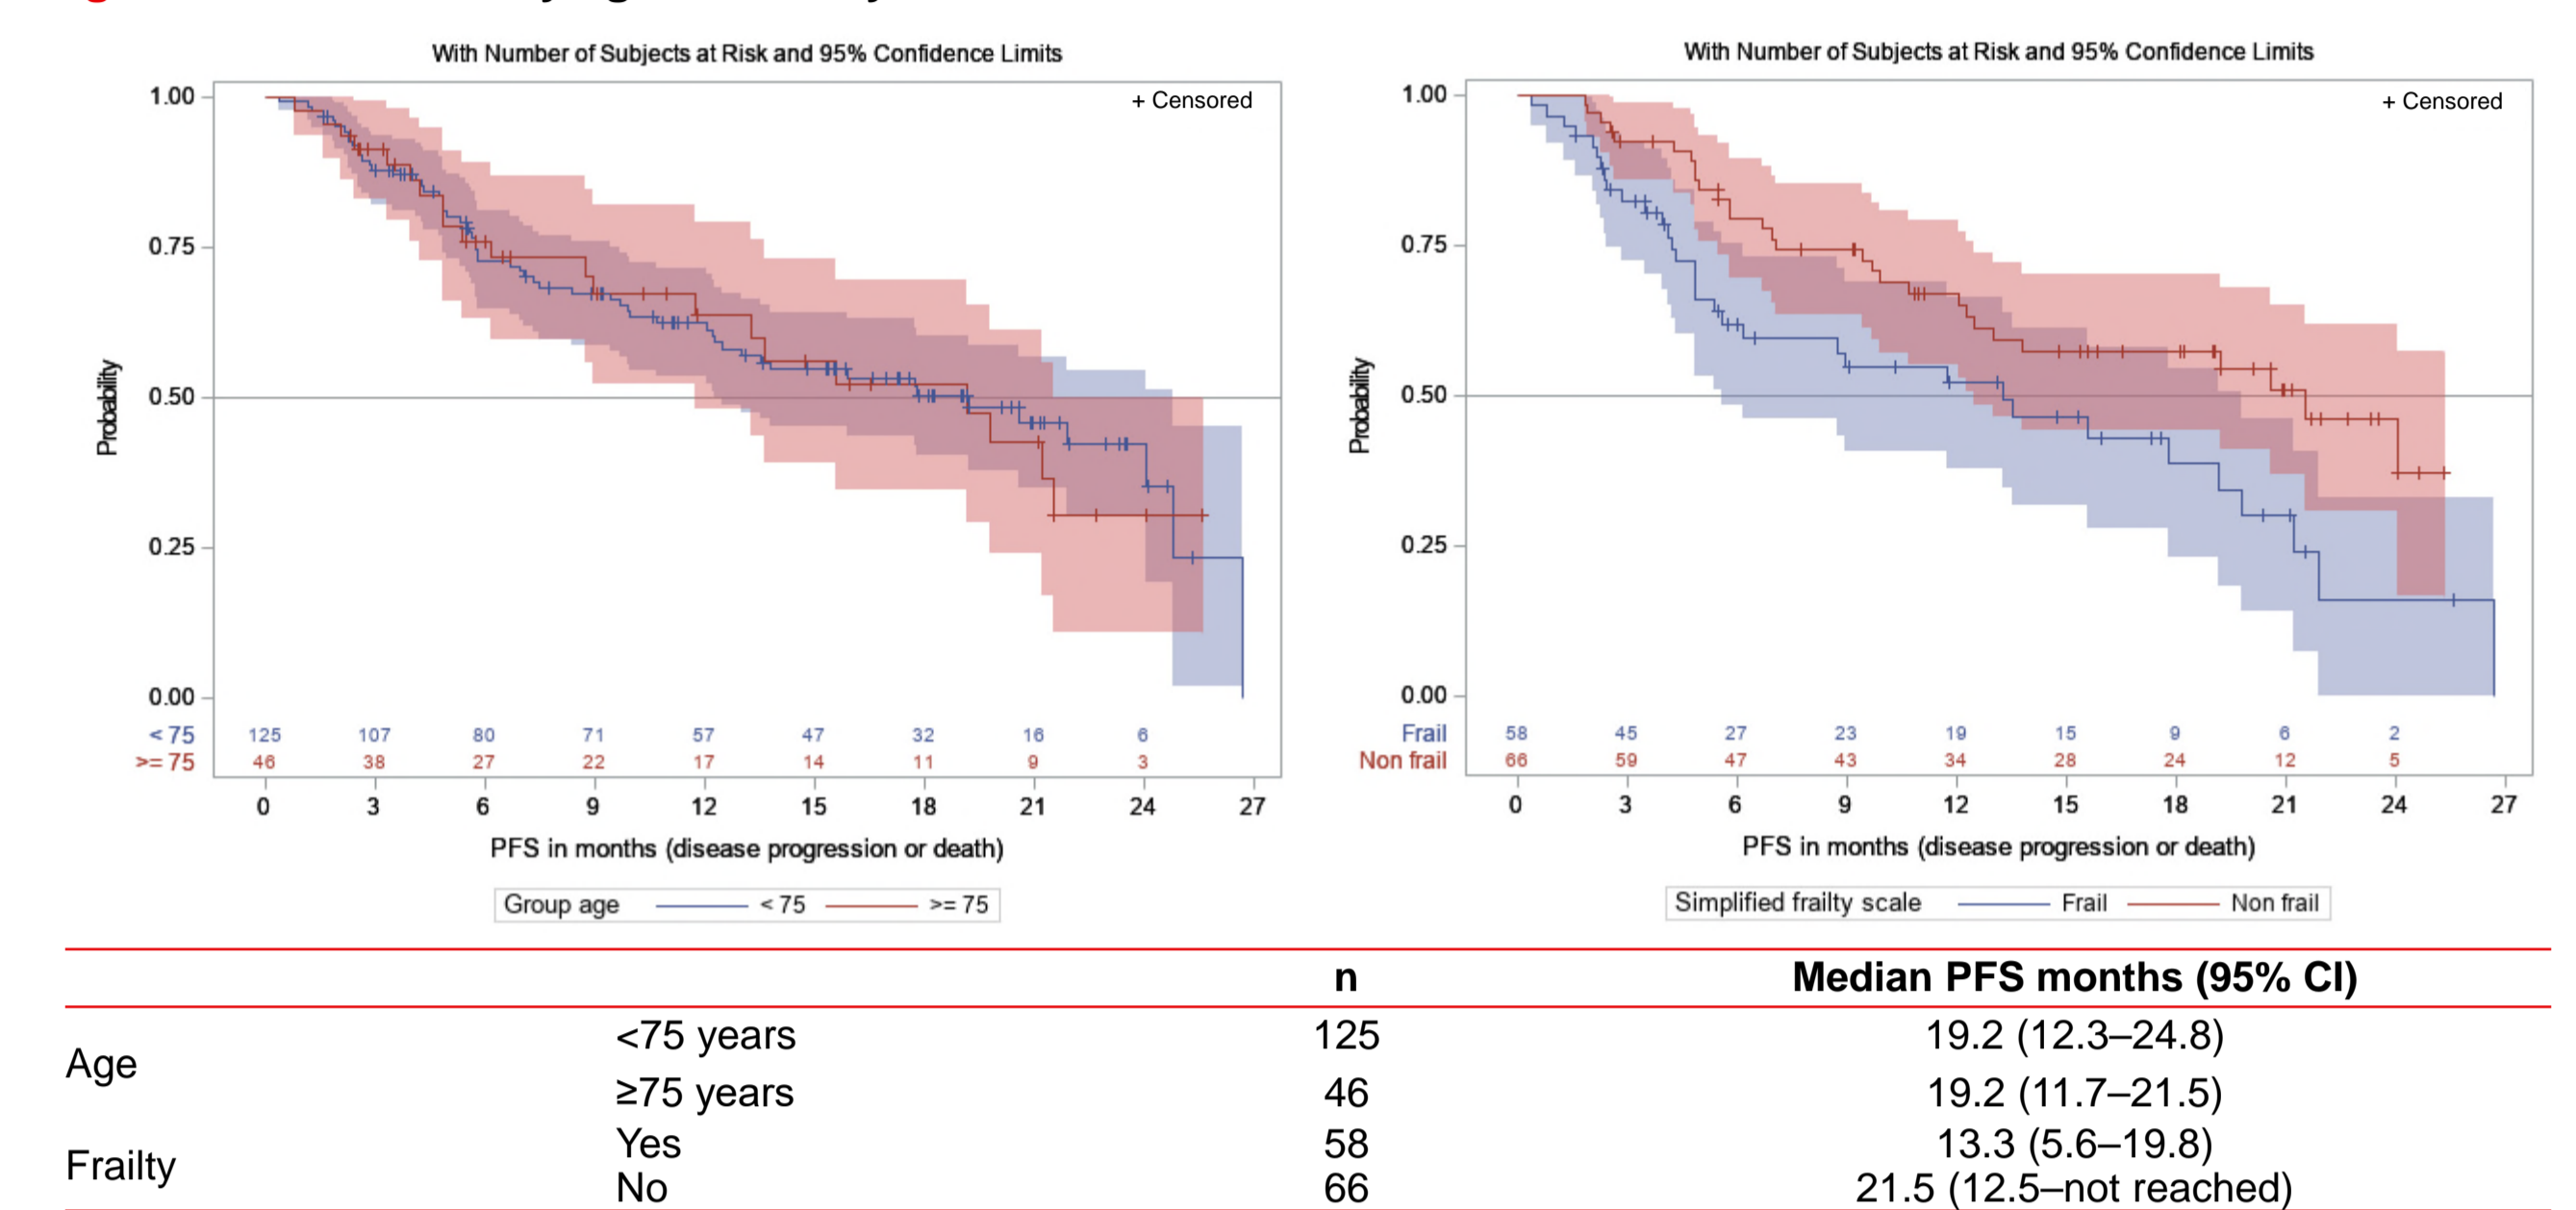 With Number of Subjects at Risk and 95% Confidence Limits
+ Censored
1.00
0.75
0.50
0.25
0.00
Probability
< 75 125 107 80 71 57 47 32 16 6
>= 75 46 38 27 22 17 14 11 9 3
0 3 6 9 12 15 18 21 24 27
PFS in months (disease progression or death)
Group age < 75 >= 75
With Number of Subjects at Risk and 95% Confidence Limits
+ Censored
1.00
0.75
0.50
0.25
0.00
Probability
Frail 58 45 27 23 19 15 9 6 2
Non frail 66 59 47 43 34 28 24 12 5
0 3 6 9 12 15 18 21 24 27
PFS in months (disease progression or death)
Simplified frailty scale Frail Non frail
n Median PFS months (95% CI)
Age
<75 years 125 19.2 (12.3–24.8)
≥75 years 46 19.2 (11.7–21.5)
Frailty
Yes 58 13.3 (5.6–19.8)
No 66 21.5 (12.5–not reached)